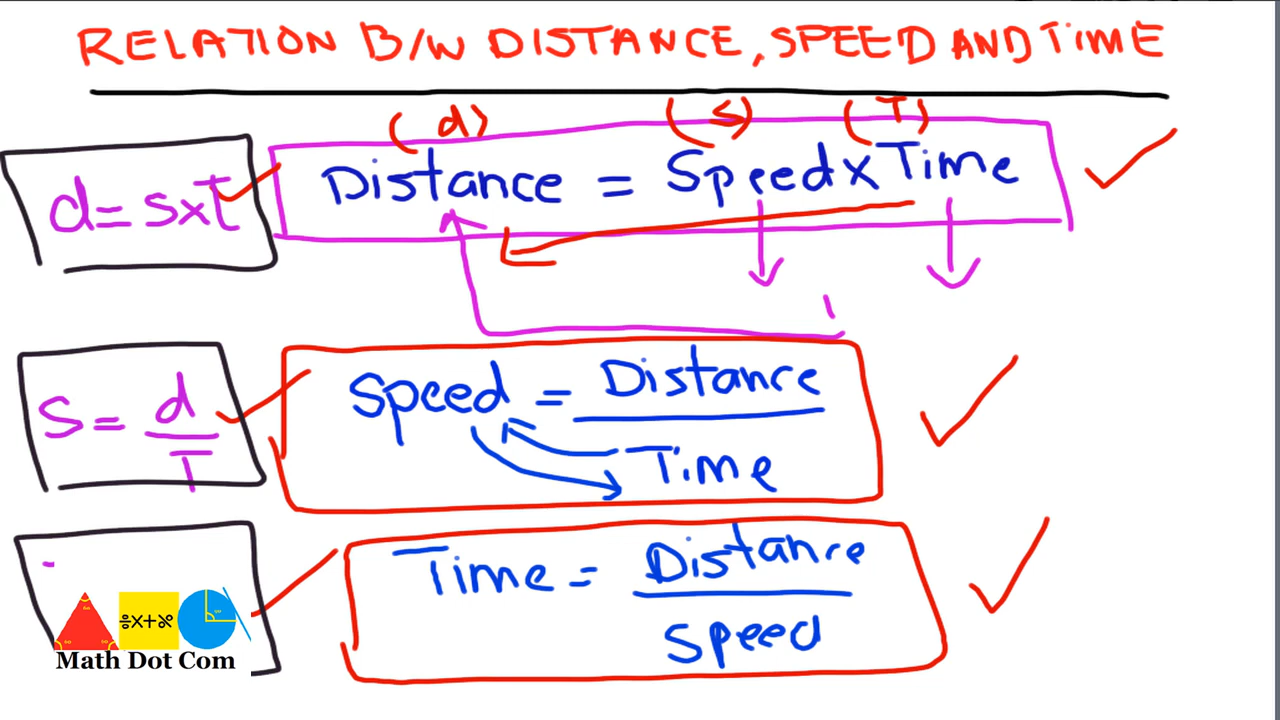 RELATION B/W DISTANCE, SPEED AND TIME
(d) (S) (T)
d = s x t
Distance = Speed x Time
S = d
T
Speed = Distance
Time
Time = Distance
Speed
÷X+%
Math Dot Com